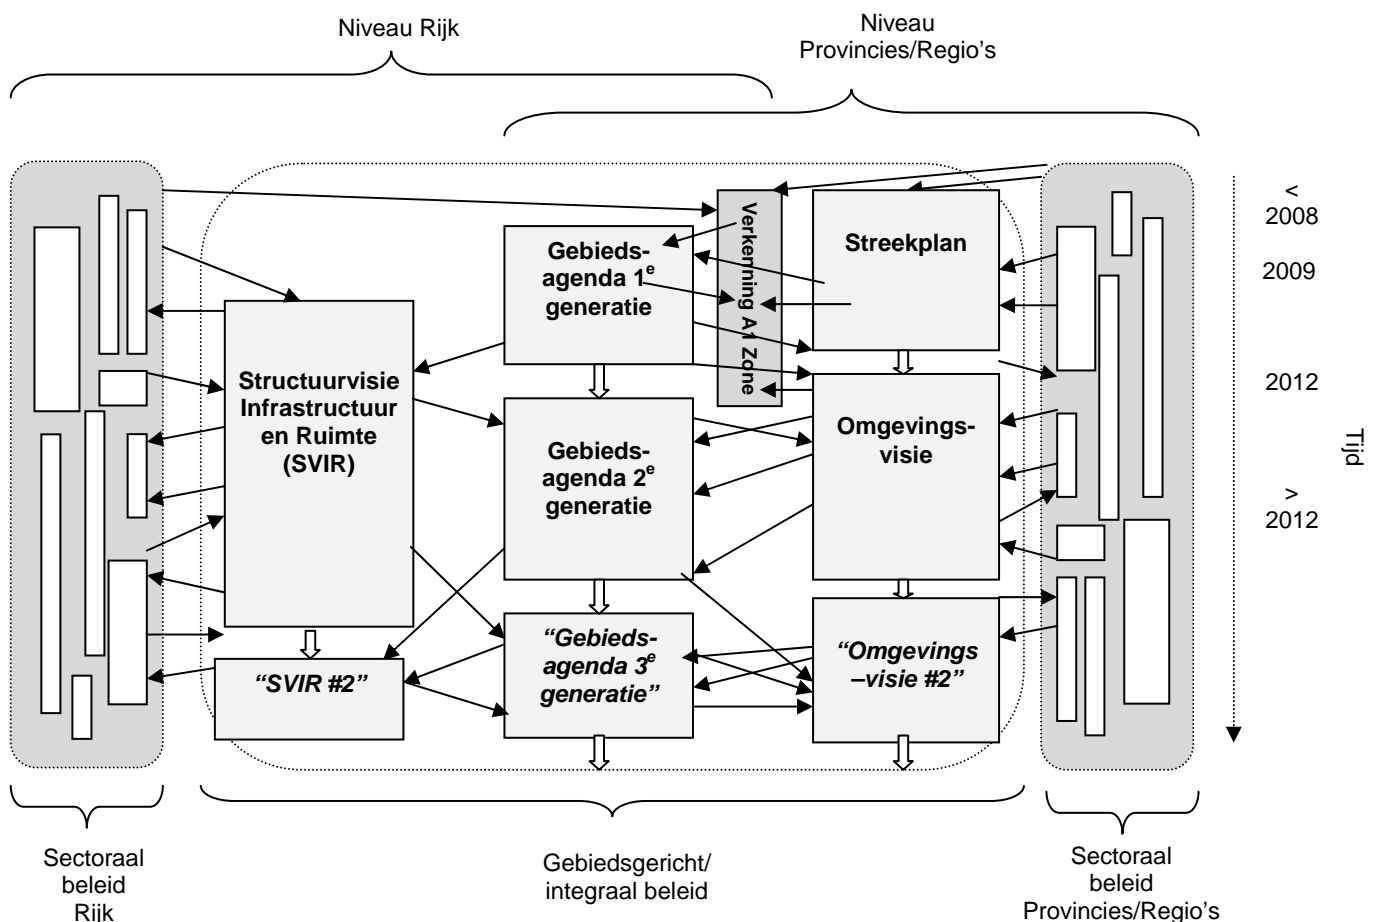 Niveau Rijk
Niveau
Provincies/Regio's
<
2008
2009
2012
>
2012
Tijd
Verkenning A1 Zone
Streekplan
Gebieds-
agenda 1e
generatie
Structuurvisie
Infrastructuur
en Ruimte
(SVIR)
Omgevings-
visie
Gebieds-
agenda 2e
generatie
“Gebieds-
agenda 3e
generatie”
“Omgevings
–visie #2”
“SVIR #2”
Sectoraal
beleid
Rijk
Gebiedsgericht/
integraal beleid
Sectoraal
beleid
Provincies/Regio's